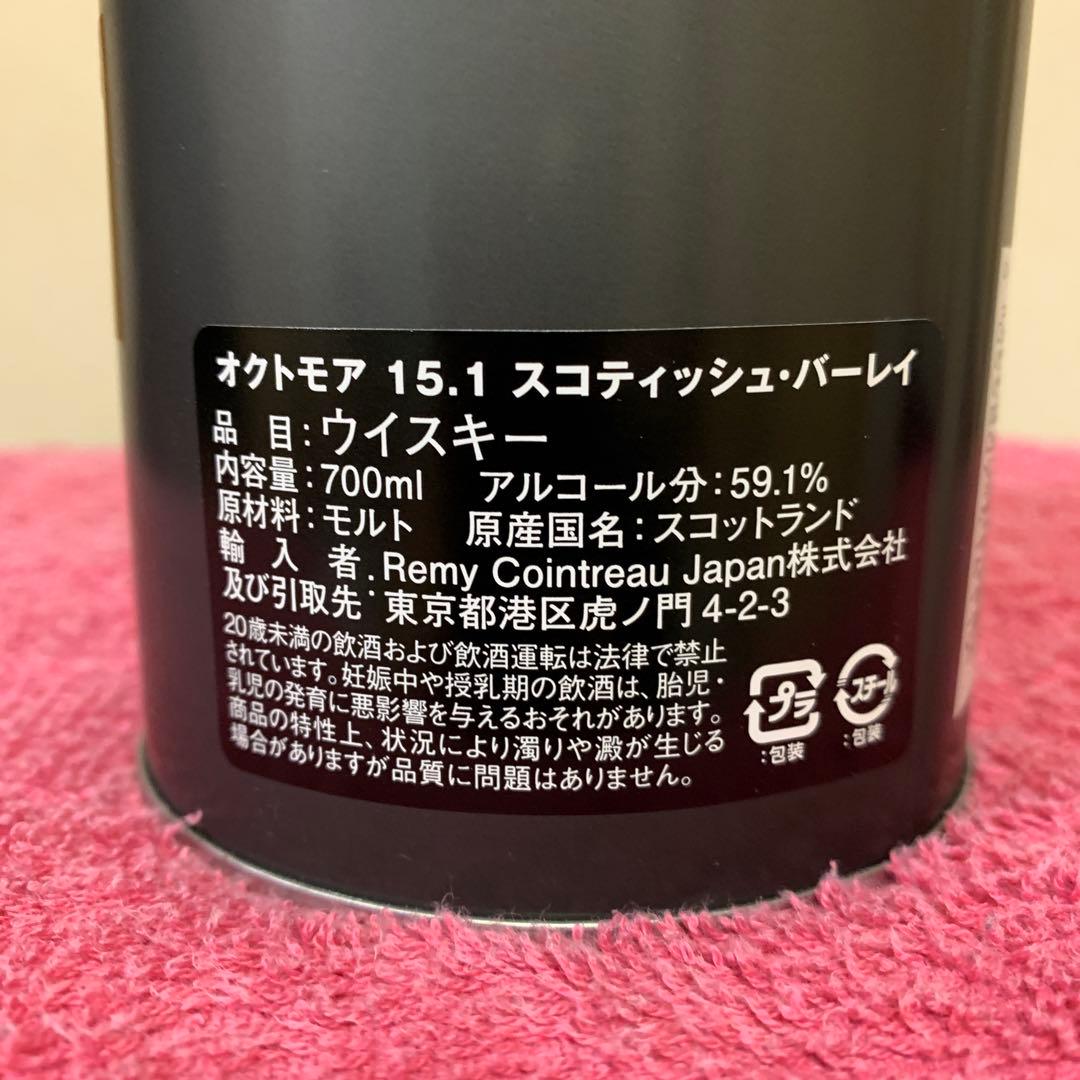 オクトモア 15.1 スコティッシュ・バーレイ
品 目:ウイスキー
内容量:700ml アルコール分:59.1%
原材料:モルト 原産国名:スコットランド
輸 入 者
及び引取先:Remy Cointreau Japan株式会社
東京都港区虎ノ門4-2-3
20歳未満の飲酒および飲酒運転は法律で禁止
されています。妊娠中や授乳期の飲酒は、胎児・
乳児の発育に悪影響を与えるおそれがあります。
商品の特性上、状況により濁りや澱が生じる
場合がありますが品質に問題はありません。
プラ
:包装
スチール
:包装